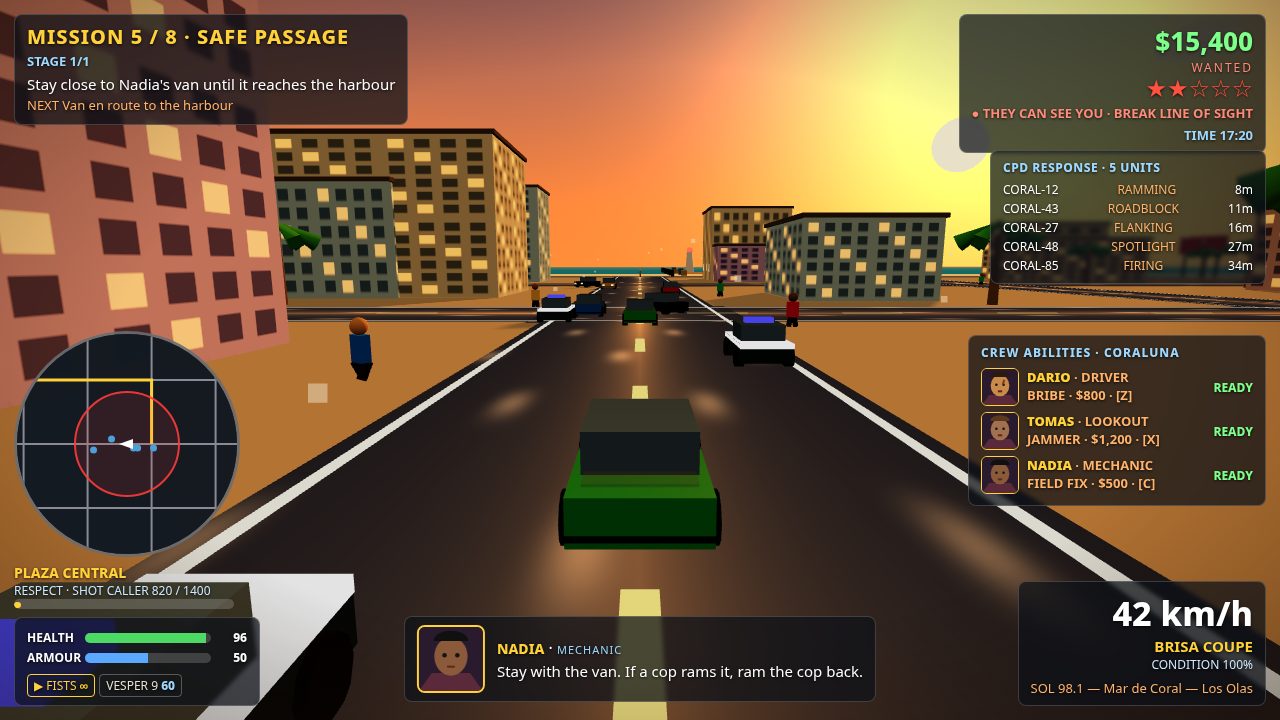 MISSION 5 / 8 · SAFE PASSAGE
STAGE 1/1
Stay close to Nadia's van until it reaches the harbour
NEXT Van en route to the harbour
$15,400
WANTED
★★☆☆☆
● THEY CAN SEE YOU · BREAK LINE OF SIGHT
TIME 17:20
CPD RESPONSE · 5 UNITS
CORAL-12 RAMMING 8m
CORAL-43 ROADBLOCK 11m
CORAL-27 FLANKING 16m
CORAL-48 SPOTLIGHT 27m
CORAL-85 FIRING 34m
CREW ABILITIES · CORALUNA
DARIO · DRIVER
BRIBE · $800 · [Z]
READY
TOMAS · LOOKOUT
JAMMER · $1,200 · [X]
READY
NADIA · MECHANIC
FIELD FIX · $500 · [C]
READY
PLAZA CENTRAL
RESPECT · SHOT CALLER 820 / 1400
HEALTH 96
ARMOUR 50
▶ FISTS ∞ VESPER 9 60
NADIA · MECHANIC
Stay with the van. If a cop rams it, ram the cop back.
42 km/h
BRISA COUPE
CONDITION 100%
SOL 98.1 — Mar de Coral — Los Olas